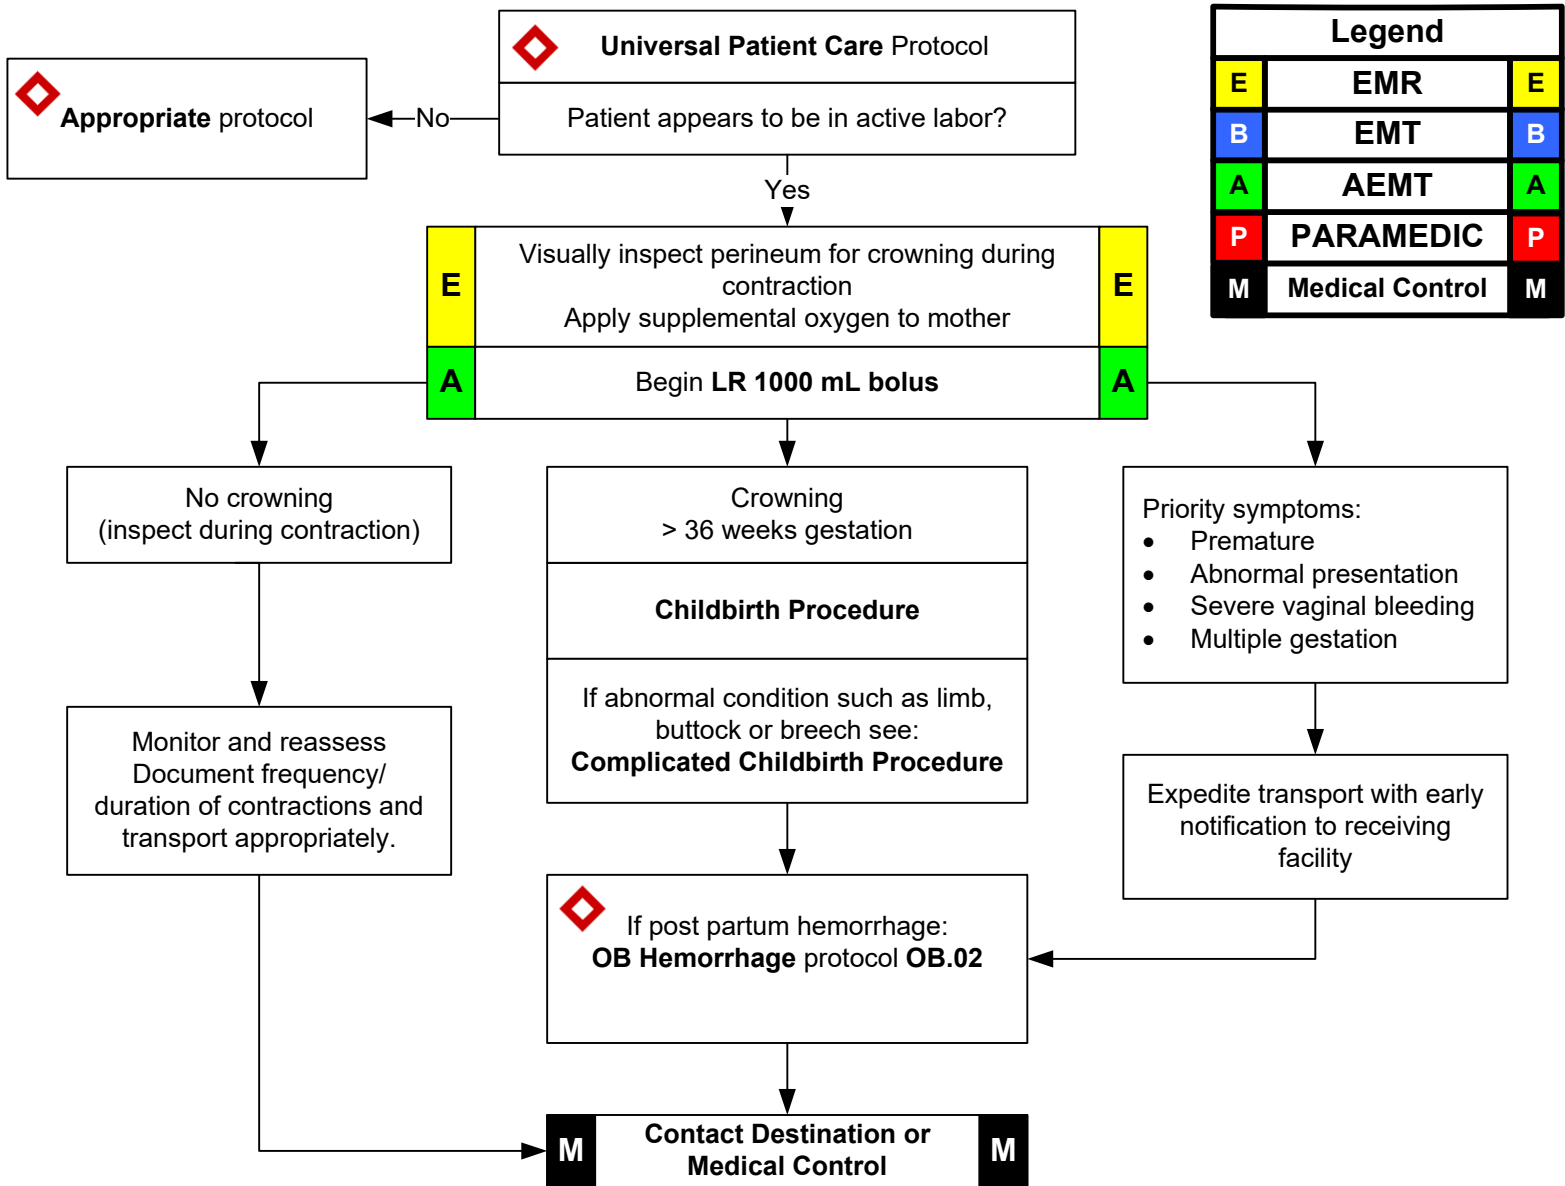 Universal Patient Care Protocol
Patient appears to be in active labor?
No
Appropriate protocol
Yes
Legend
E EMR E
B EMT B
A AEMT A
P PARAMEDIC P
M Medical Control M
E
Visually inspect perineum for crowning during
contraction
Apply supplemental oxygen to mother
E
A Begin LR 1000 mL bolus A
No crowning
(inspect during contraction)
Monitor and reassess
Document frequency/
duration of contractions and
transport appropriately.
Crowning
> 36 weeks gestation
Childbirth Procedure
If abnormal condition such as limb,
buttock or breech see:
Complicated Childbirth Procedure
Priority symptoms:
• Premature
• Abnormal presentation
• Severe vaginal bleeding
• Multiple gestation
Expedite transport with early
notification to receiving
facility
If post partum hemorrhage:
OB Hemorrhage protocol OB.02
M
Contact Destination or
Medical Control
M